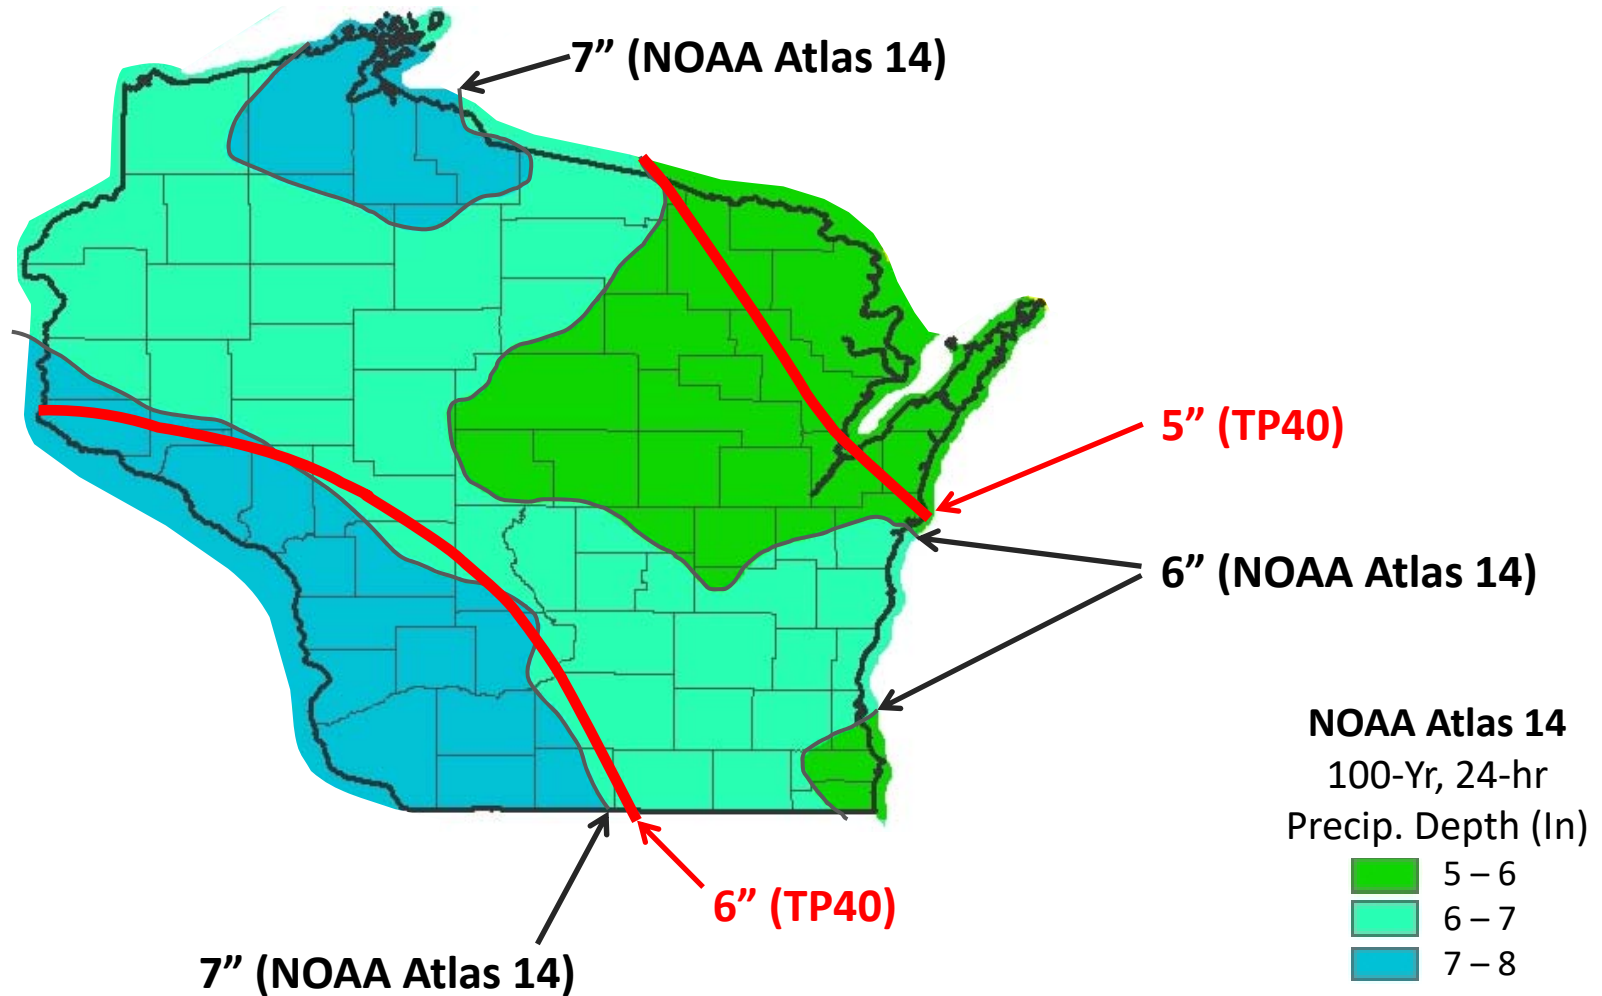 7” (NOAA Atlas 14)
5” (TP40)
6” (NOAA Atlas 14)
NOAA Atlas 14
100-Yr, 24-hr
Precip. Depth (In)
5 – 6
6 – 7
7 – 8
6” (TP40)
7” (NOAA Atlas 14)